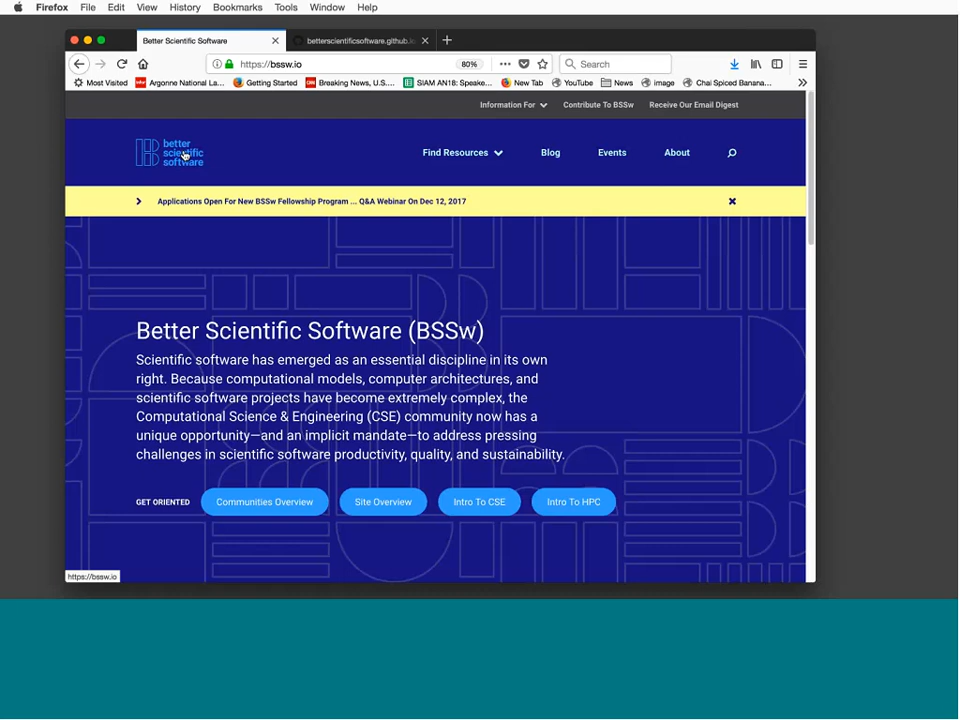 Firefox File Edit View History Bookmarks Tools Window Help
Better Scientific Software
betterscientificsoftware.github.io
https://bssw.io
80%
Search
Most Visited
Argonne National La...
Getting Started
Breaking News, U.S....
SIAM AN18: Speake...
New Tab
YouTube
News
image
Chai Spiced Banana...
Information For
Contribute To BSSw
Receive Our Email Digest
better
scientific
software
Find Resources
Blog
Events
About
Applications Open For New BSSw Fellowship Program ... Q&A Webinar On Dec 12, 2017
Better Scientific Software (BSSw)
Scientific software has emerged as an essential discipline in its own
right. Because computational models, computer architectures, and
scientific software projects have become extremely complex, the
Computational Science & Engineering (CSE) community now has a
unique opportunity—and an implicit mandate—to address pressing
challenges in scientific software productivity, quality, and sustainability.
GET ORIENTED
Communities Overview
Site Overview
Intro To CSE
Intro To HPC
https://bssw.io